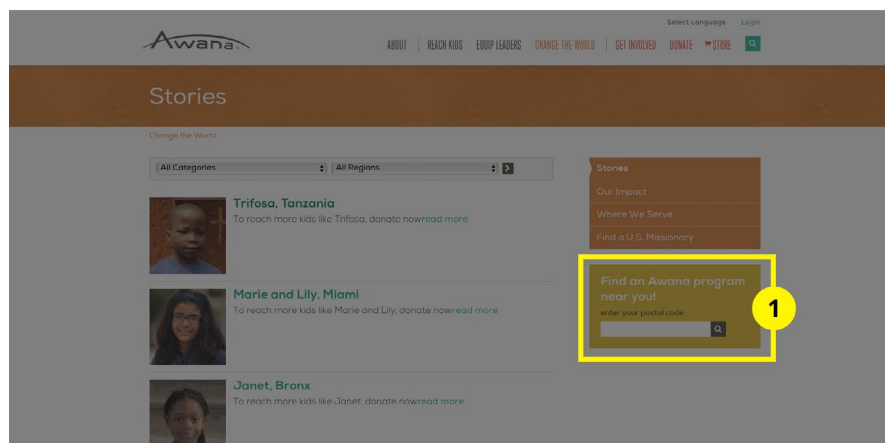 Select Language Login
Awana
ABOUT REACH KIDS EQUIP LEADERS CHANGE THE WORLD GET INVOLVED DONATE STORE
Stories
Change the World
All Categories All Regions
Stories
Our Impact
Where We Serve
Find a U.S. Missionary
Trifosa, Tanzania
To reach more kids like Trifosa, donate nowread more
Marie and Lily, Miami
To reach more kids like Marie and Lily, donate nowread more
Janet, Bronx
To reach more kids like Janet, donate nowread more
Find an Awana program
near you!
enter your postal code
1